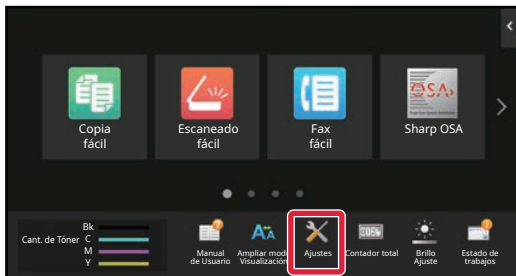 Copia
fácil
Escaneado
fácil
Fax
fácil
OSA
Sharp OSA
Cant. de Tóner
Bk
C
M
Y
Manual
de Usuario
Ampliar modo
Visualización
Ajustes
Contador total
Brillo
Ajuste
Estado de
trabajos